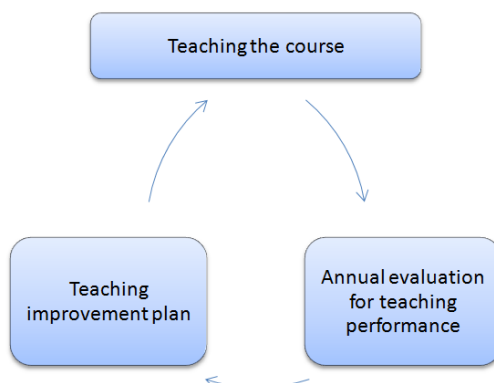 Teaching the course
Teaching
improvement plan
Annual evaluation
for teaching
performance